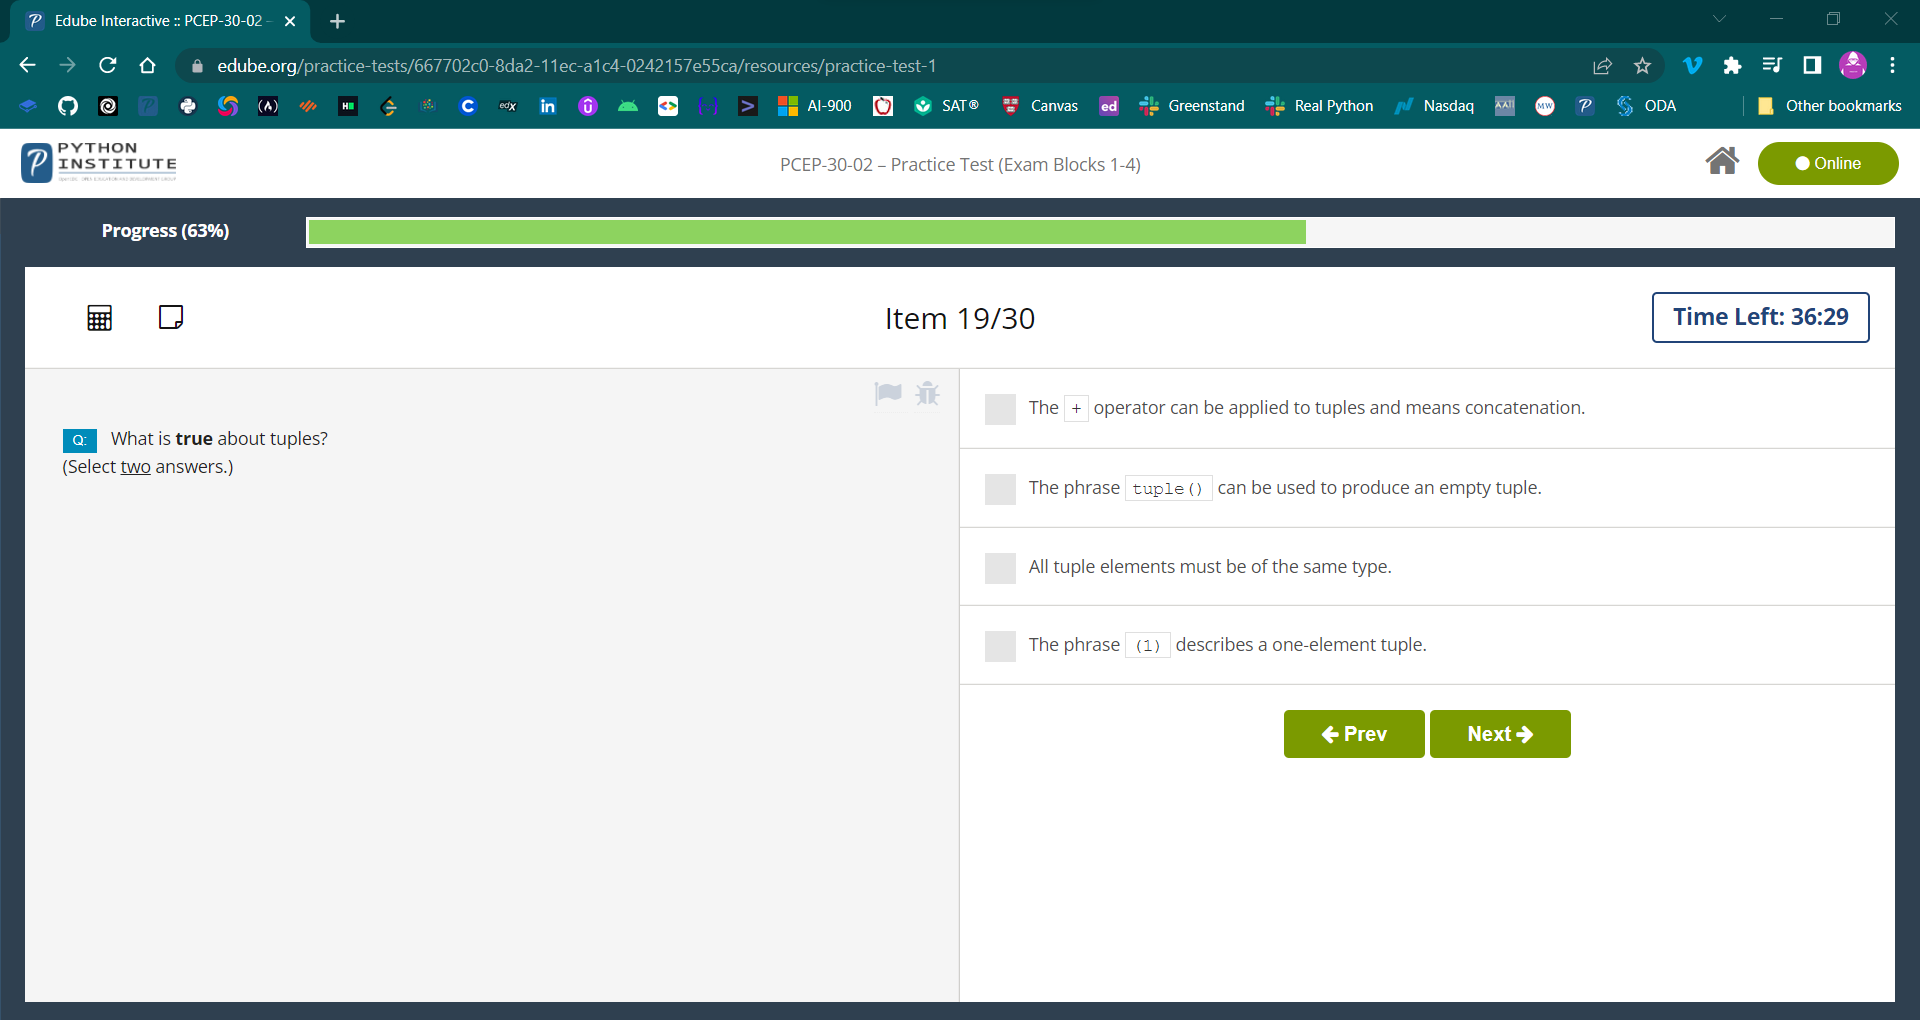 Edube Interactive :: PCEP-30-02 –
edube.org/practice-tests/667702c0-8da2-11ec-a1c4-0242157e55ca/resources/practice-test-1
AI-900
SAT®
Canvas
ed
Greenstand
Real Python
Nasdaq
MW
ODA
Other bookmarks
PYTHON
INSTITUTE
PCEP-30-02 – Practice Test (Exam Blocks 1-4)
Online
Progress (63%)
Item 19/30
Time Left: 36:29
Q: What is true about tuples?
(Select two answers.)
The + operator can be applied to tuples and means concatenation.
The phrase tuple() can be used to produce an empty tuple.
All tuple elements must be of the same type.
The phrase (1) describes a one-element tuple.
Prev
Next